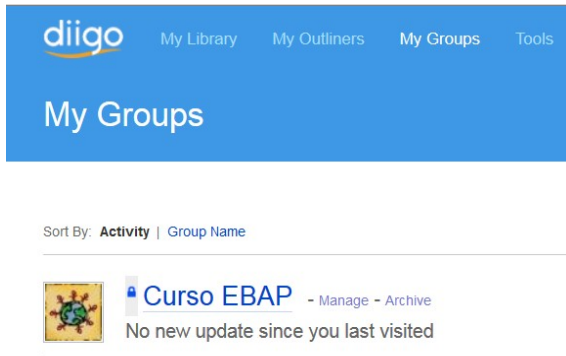 diigo My Library My Outliners My Groups Tools
My Groups
Sort By: Activity | Group Name
Curso EBAP - Manage - Archive
No new update since you last visited